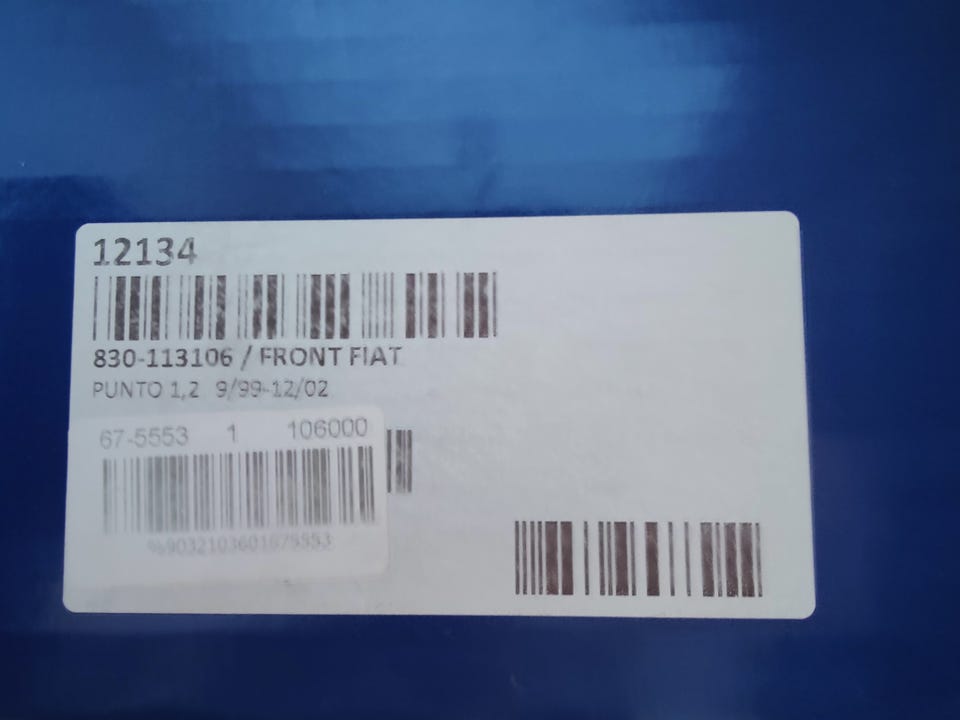 12134
830-113106 / FRONT FIAT
PUNTO 1,2 9/99-12/02
67-5553 1 106000